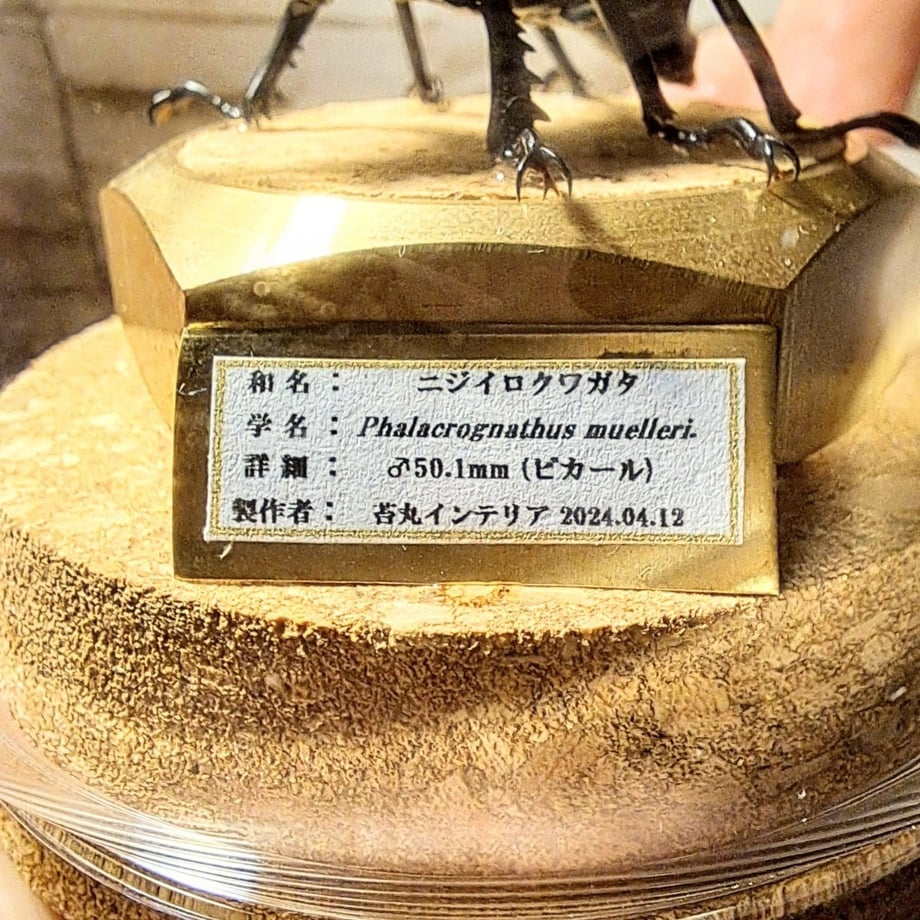 和名： ニジイロクワガタ
学名： Phalacrognathus muelleri.
詳細： ♂50.1mm (ピカール)
製作者： 苔丸インテリア 2024.04.12